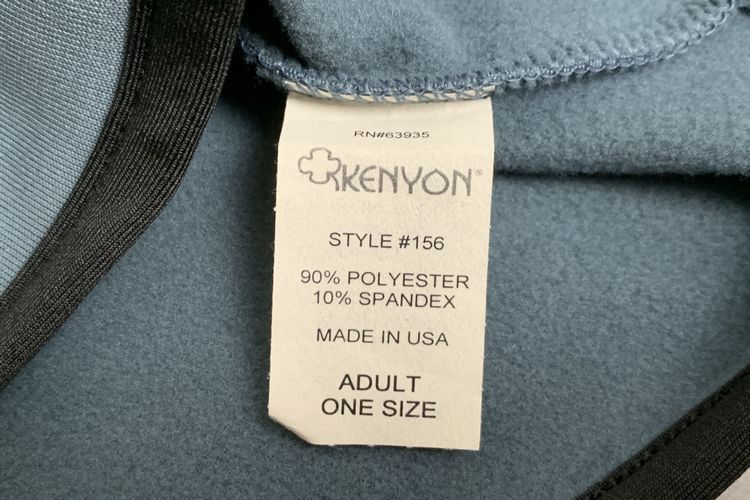 RN#63935
KENYON®
STYLE #156
90% POLYESTER
10% SPANDEX
MADE IN USA
ADULT
ONE SIZE